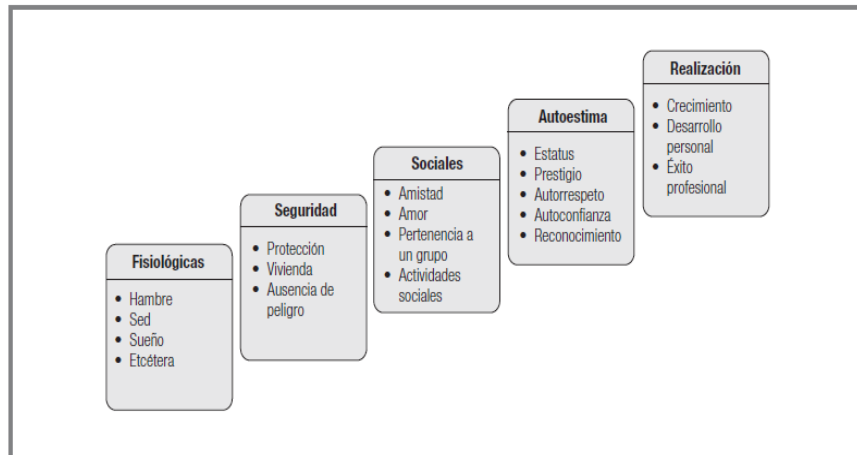 Fisiológicas
• Hambre
• Sed
• Sueño
• Etcétera
Seguridad
• Protección
• Vivienda
• Ausencia de
peligro
Sociales
• Amistad
• Amor
• Pertenencia a
un grupo
• Actividades
sociales
Autoestima
• Estatus
• Prestigio
• Autorrespeto
• Autoconfianza
• Reconocimiento
Realización
• Crecimiento
• Desarrollo
personal
• Éxito
profesional